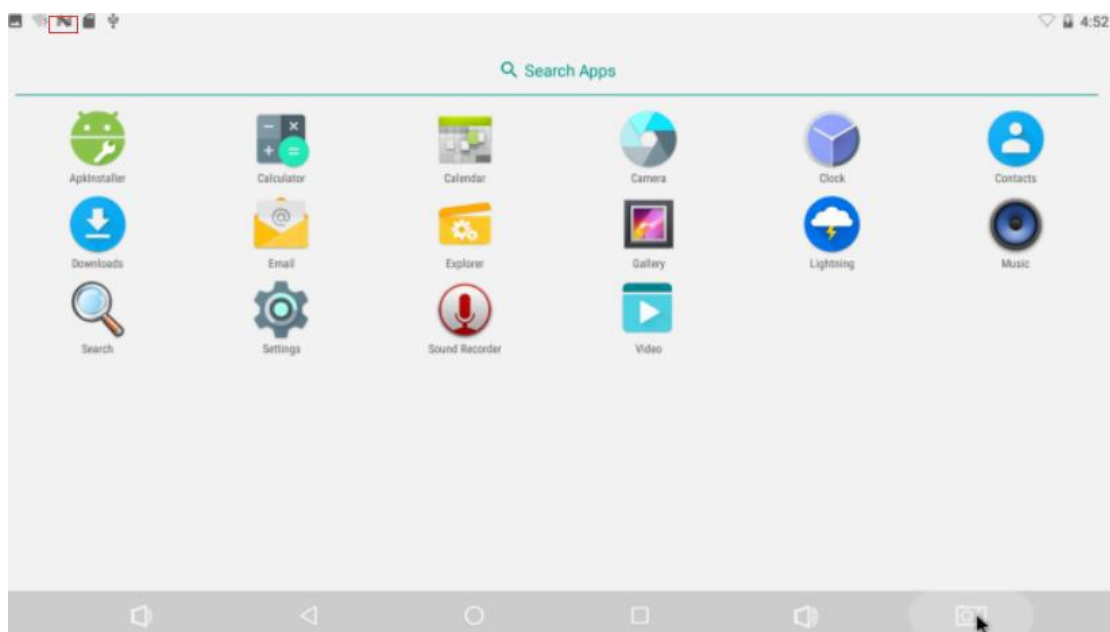 4:52
Search Apps
ApkInstaller
Calculator
Calendar
Camera
Clock
Contacts
Downloads
Email
Explorer
Gallery
Lightning
Music
Search
Settings
Sound Recorder
Video